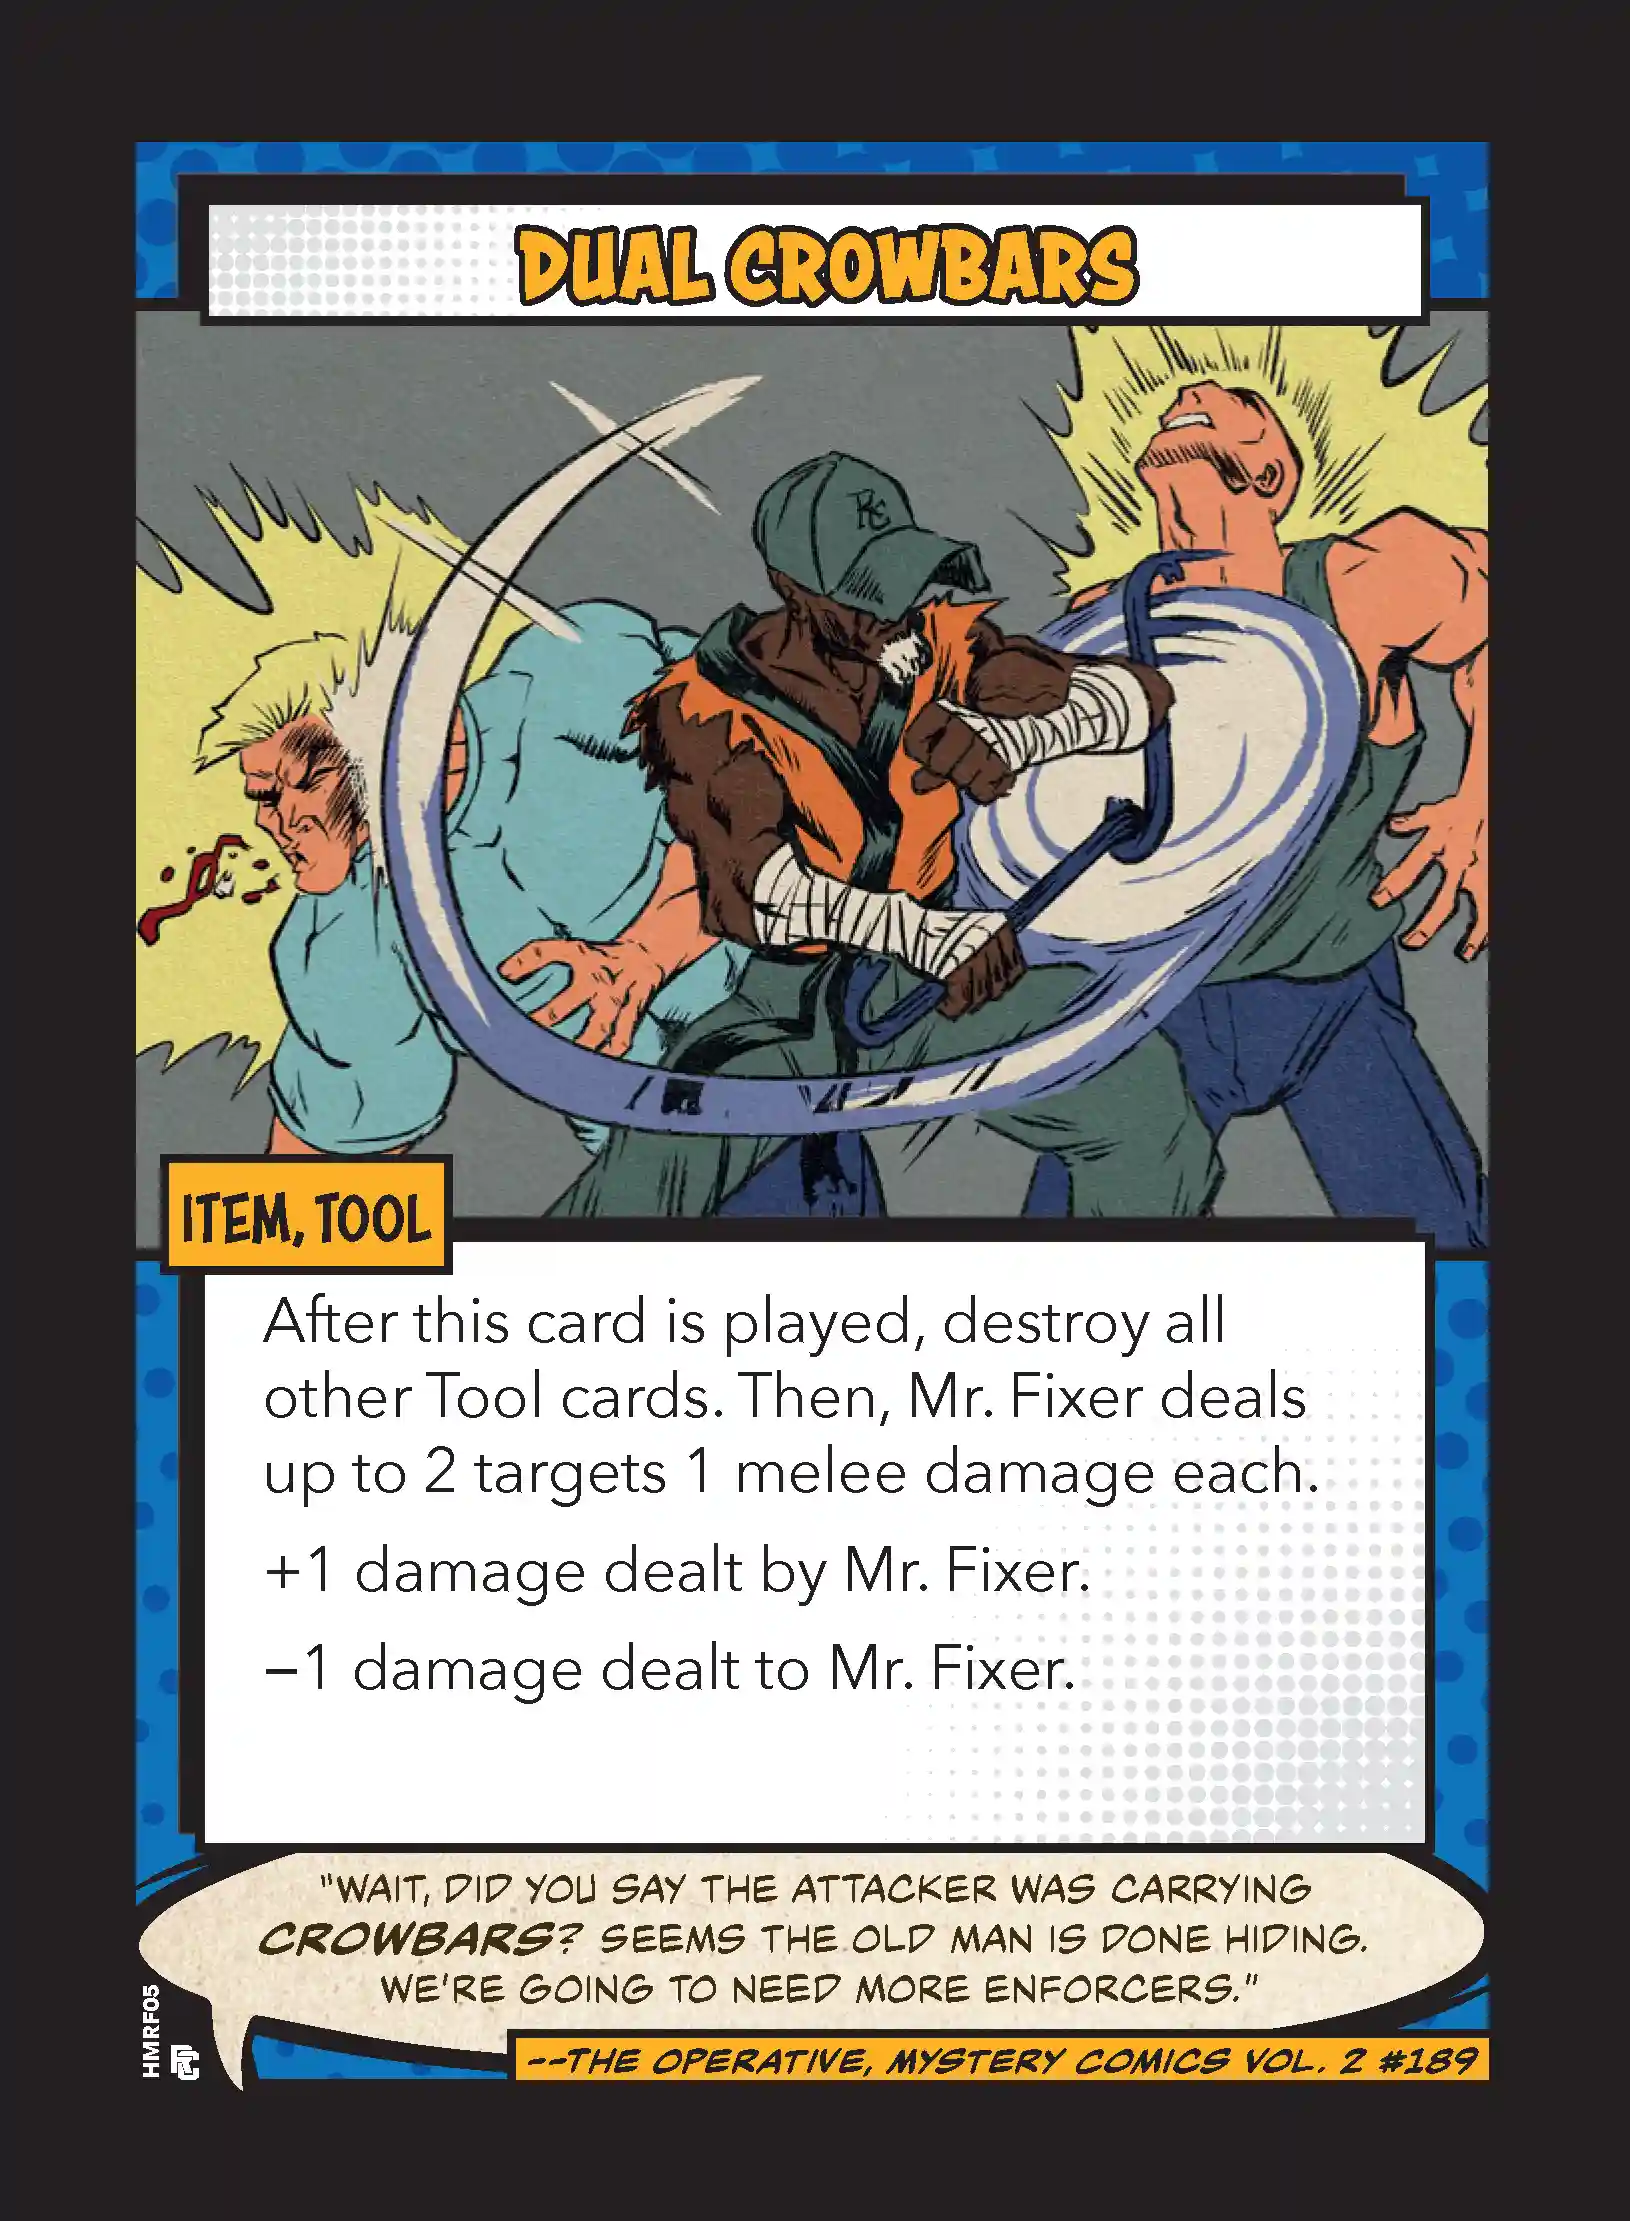 DUAL CROWBARS
RC
ITEM, TOOL
After this card is played, destroy all
other Tool cards. Then, Mr. Fixer deals
up to 2 targets 1 melee damage each.
+1 damage dealt by Mr. Fixer.
−1 damage dealt to Mr. Fixer.
"WAIT, DID YOU SAY THE ATTACKER WAS CARRYING
CROWBARS? SEEMS THE OLD MAN IS DONE HIDING.
WE'RE GOING TO NEED MORE ENFORCERS."
--THE OPERATIVE, MYSTERY COMICS VOL. 2 #189
HMRF05